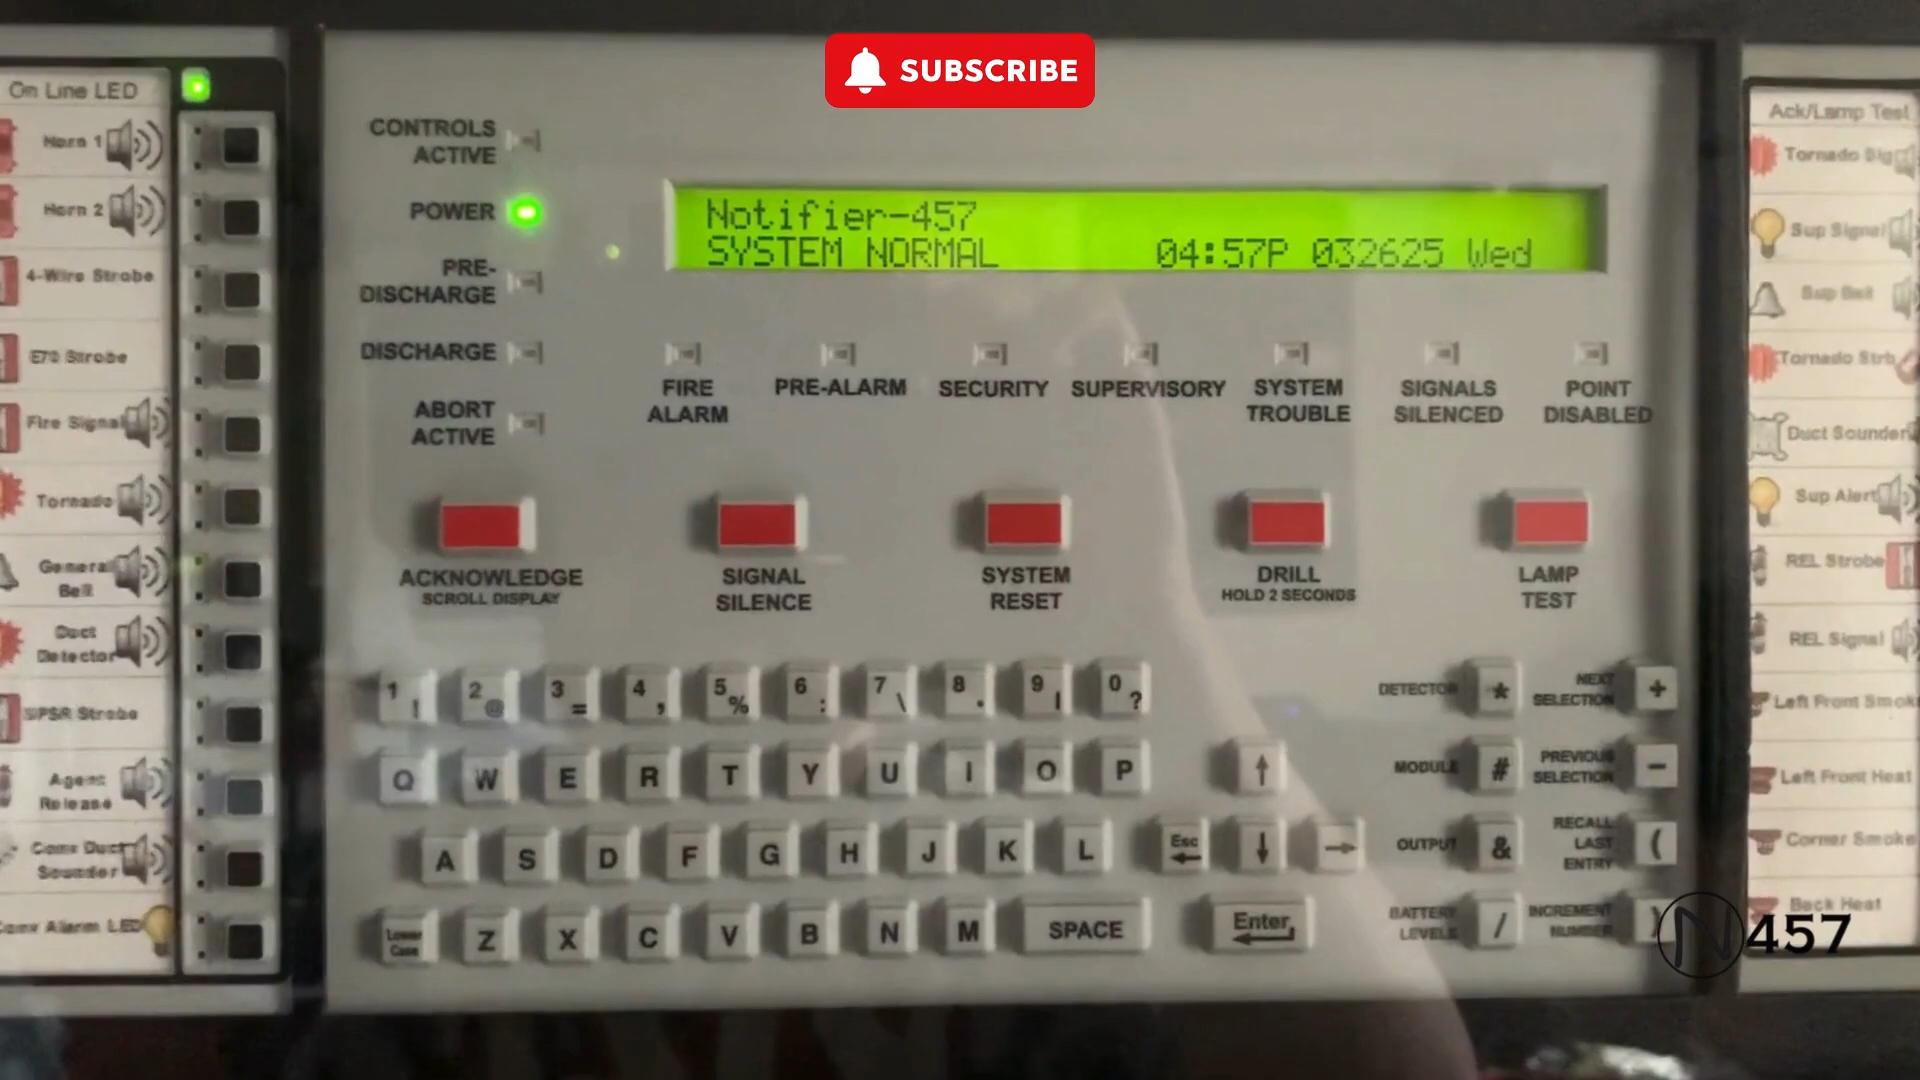 SUBSCRIBE
On Line LED
Horn 1
Horn 2
4-Wire Strobe
E70 Strobe
Fire Signal
Tornado
General
Bell
Duct
Detector
SPSR Strobe
Agent
Release
Comx Duct
Sounder
Comx Alarm LED
CONTROLS
ACTIVE
POWER
PRE-
DISCHARGE
DISCHARGE
ABORT
ACTIVE
Notifier-457
SYSTEM NORMAL 04:57P 032625 Wed
FIRE
ALARM
PRE-ALARM
SECURITY
SUPERVISORY
SYSTEM
TROUBLE
SIGNALS
SILENCED
POINT
DISABLED
ACKNOWLEDGE
SCROLL DISPLAY
SIGNAL
SILENCE
SYSTEM
RESET
DRILL
HOLD 2 SECONDS
LAMP
TEST
1 ! 2 @ 3 = 4 , 5 % 6 : 7 \ 8 . 9 | 0 ?
Q W E R T Y U I O P
A S D F G H J K L
Esc
Lower
Case
Z X C V B N M SPACE
Enter
DETECTOR *
NEXT
SELECTION +
MODULE #
PREVIOUS
SELECTION -
OUTPUT &
RECALL
LAST
ENTRY (
BATTERY
LEVELS /
INCREMENT
NUMBER )
Ack/Lamp Test
Tornado Sig
Sup Signal
Sup Bell
Tornado Strb
Duct Sounder
Sup Alert
REL Strobe
REL Signal
Left Front Smok
Left Front Heat
Corner Smoke
Back Heat
N 457